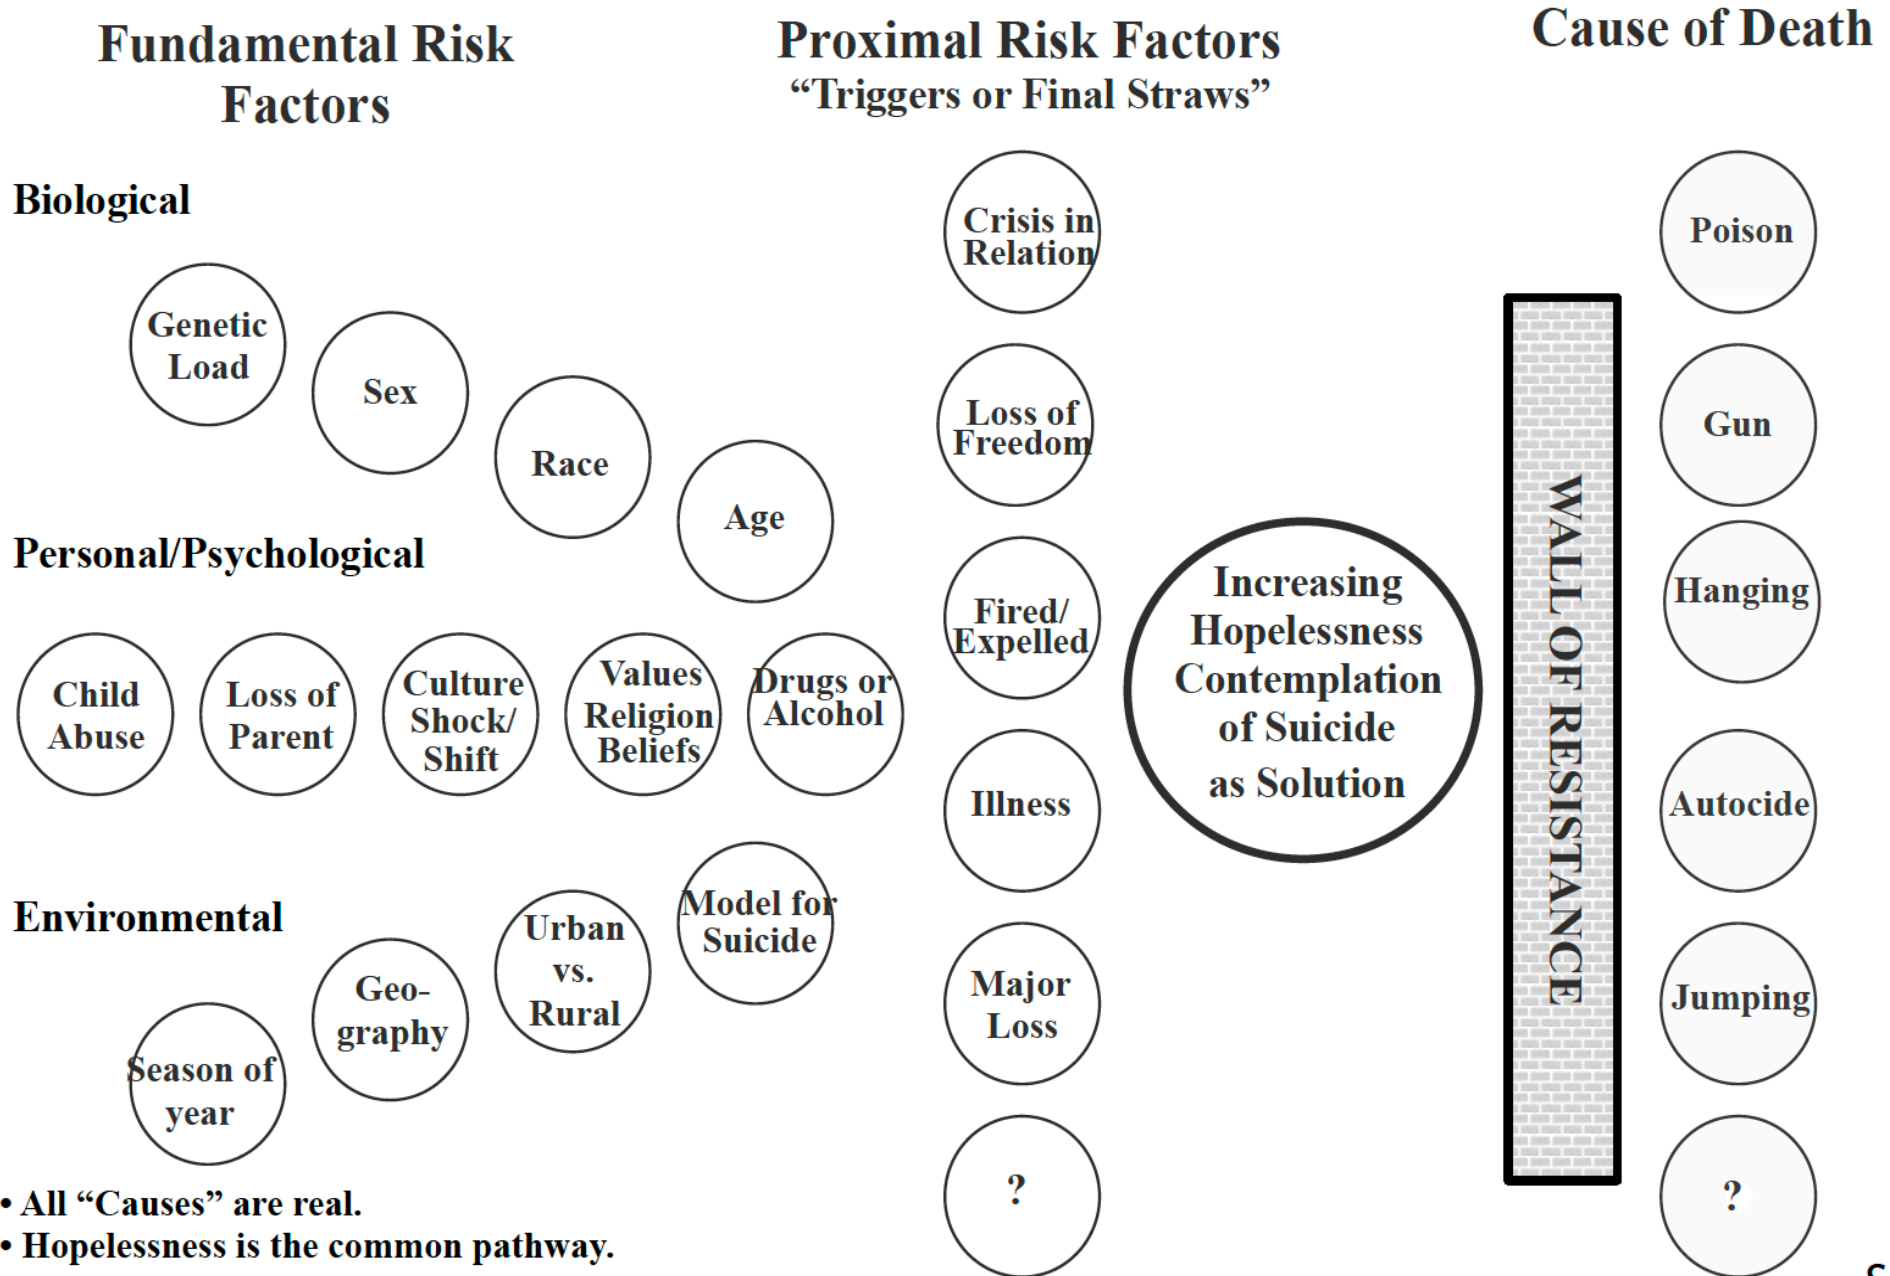 Fundamental Risk
Factors
Proximal Risk Factors
“Triggers or Final Straws”
Cause of Death
Biological
Genetic
Load
Sex
Race
Age
Personal/Psychological
Child
Abuse
Loss of
Parent
Culture
Shock/
Shift
Values
Religion
Beliefs
Drugs or
Alcohol
Environmental
Season of
year
Geo-
graphy
Urban
vs.
Rural
Model for
Suicide
• All “Causes” are real.
• Hopelessness is the common pathway.
Crisis in
Relation
Loss of
Freedom
Fired/
Expelled
Illness
Major
Loss
?
Increasing
Hopelessness
Contemplation
of Suicide
as Solution
WALL OF RESISTANCE
Poison
Gun
Hanging
Autocide
Jumping
?